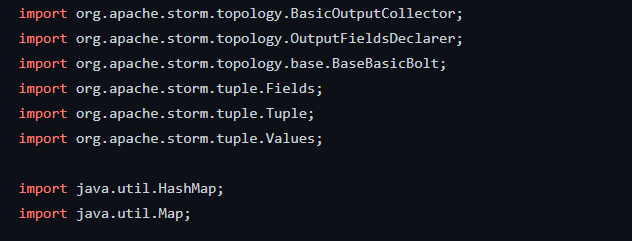 import org.apache.storm.topology.BasicOutputCollector;
import org.apache.storm.topology.OutputFieldsDeclarer;
import org.apache.storm.topology.base.BaseBasicBolt;
import org.apache.storm.tuple.Fields;
import org.apache.storm.tuple.Tuple;
import org.apache.storm.tuple.Values;
import java.util.HashMap;
import java.util.Map;